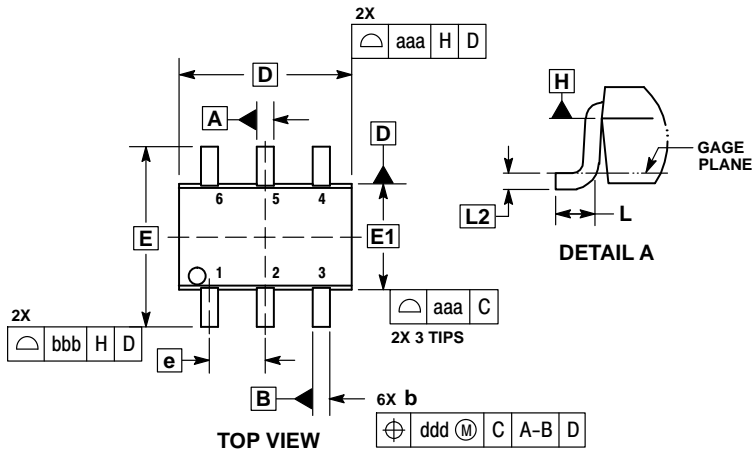 2X
⌓ aaa H D
D
A
D
6 5 4
E
E1
1 2 3
⌓ aaa C
2X 3 TIPS
2X
⌓ bbb H D
e
B
6X b
⌖ ddd Ⓜ C A–B D
TOP VIEW
H
GAGE
PLANE
L2
L
DETAIL A